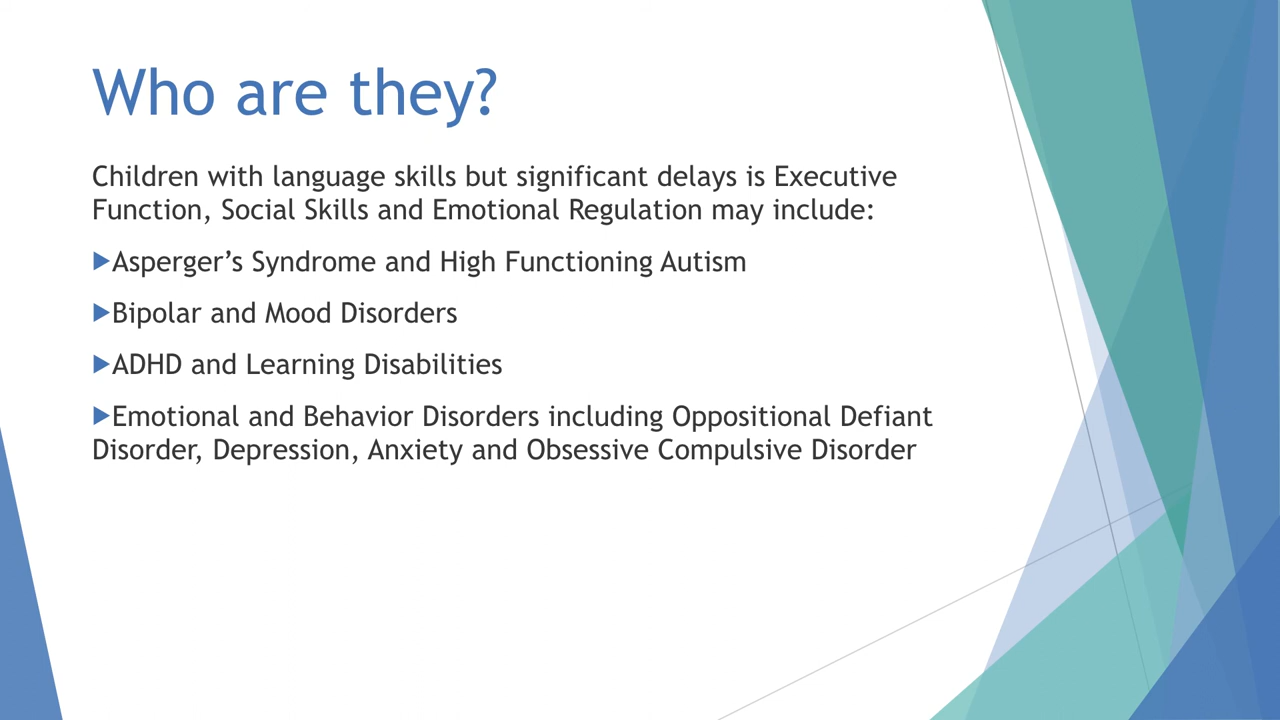 Who are they?
Children with language skills but significant delays is Executive
Function, Social Skills and Emotional Regulation may include:
▶Asperger’s Syndrome and High Functioning Autism
▶Bipolar and Mood Disorders
▶ADHD and Learning Disabilities
▶Emotional and Behavior Disorders including Oppositional Defiant
Disorder, Depression, Anxiety and Obsessive Compulsive Disorder